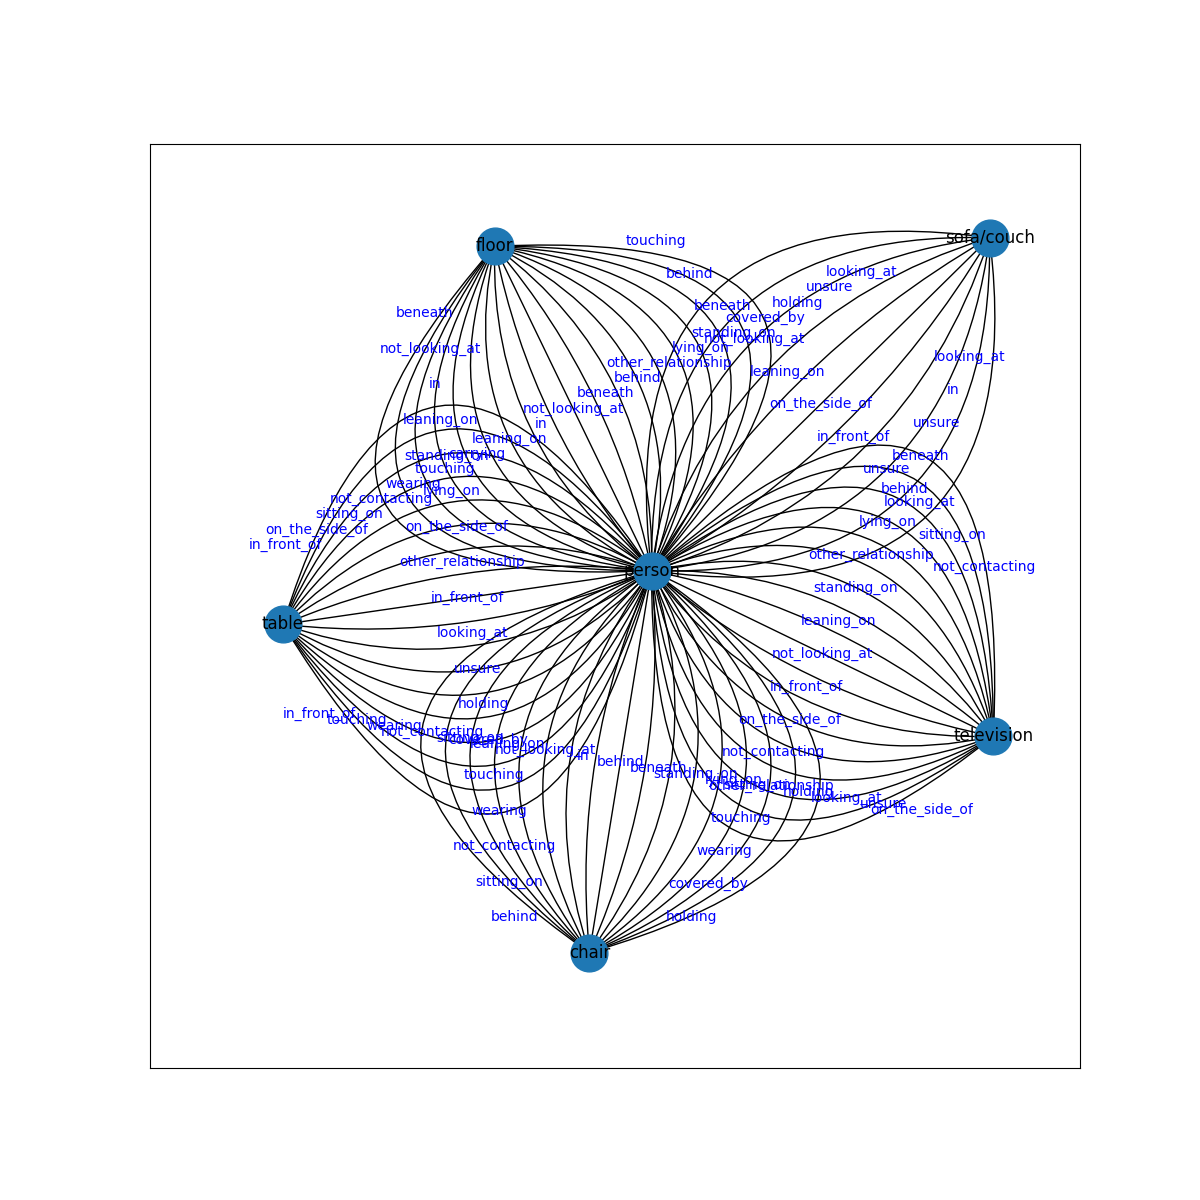 touching
sofa/couch
floor
looking_at
behind
unsure
holding
beneath
beneath
covered_by
standing_on
not_looking_at
lying_on
not_looking_at
looking_at
other_relationship
leaning_on
behind
in
in
beneath
on_the_side_of
not_looking_at
leaning_on
in
unsure
leaning_on
in_front_of
standing_on
carrying
beneath
touching
unsure
wearing
lying_on
behind
not_contacting
looking_at
sitting_on
lying_on
on_the_side_of
on_the_side_of
sitting_on
in_front_of
other_relationship
other_relationship
not_contacting
person
standing_on
in_front_of
table
leaning_on
looking_at
not_looking_at
unsure
in_front_of
holding
in_front_of
touching
on_the_side_of
wearing
not_contacting
television
covered_by
leaning_on
not_looking_at
not_contacting
in
behind
beneath
standing_on
touching
lying_on
other_relationship
holding
looking_at
unsure
on_the_side_of
wearing
touching
not_contacting
wearing
sitting_on
covered_by
behind
holding
chair